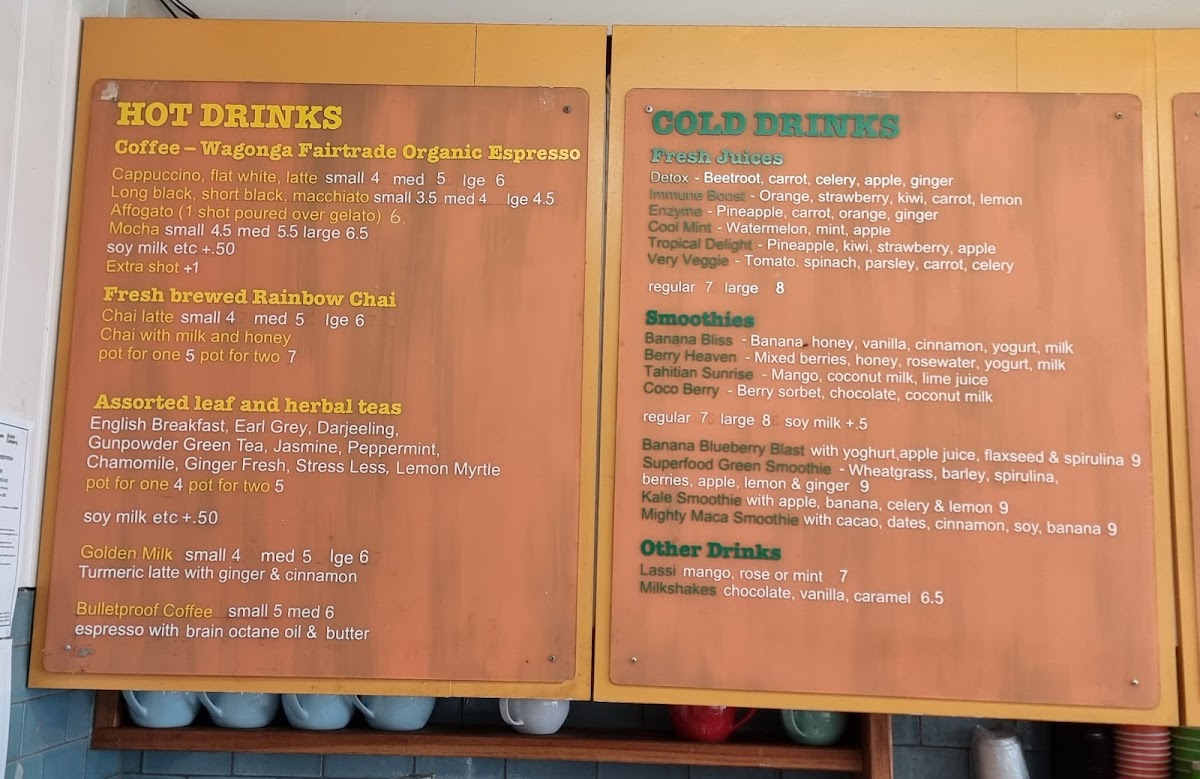 HOT DRINKS
Coffee – Wagonga Fairtrade Organic Espresso
Cappuccino, flat white, latte small 4 med 5 lge 6
Long black, short black, macchiato small 3.5 med 4 lge 4.5
Affogato (1 shot poured over gelato) 6.
Mocha small 4.5 med 5.5 large 6.5
soy milk etc +.50
Extra shot +1
Fresh brewed Rainbow Chai
Chai latte small 4 med 5 lge 6
Chai with milk and honey
pot for one 5 pot for two 7
Assorted leaf and herbal teas
English Breakfast, Earl Grey, Darjeeling,
Gunpowder Green Tea, Jasmine, Peppermint,
Chamomile, Ginger Fresh, Stress Less, Lemon Myrtle
pot for one 4 pot for two 5
soy milk etc +.50
Golden Milk small 4 med 5 lge 6
Turmeric latte with ginger & cinnamon
Bulletproof Coffee small 5 med 6
espresso with brain octane oil & butter
COLD DRINKS
Fresh Juices
Detox - Beetroot, carrot, celery, apple, ginger
Immune Boost - Orange, strawberry, kiwi, carrot, lemon
Enzyme - Pineapple, carrot, orange, ginger
Cool Mint - Watermelon, mint, apple
Tropical Delight - Pineapple, kiwi, strawberry, apple
Very Veggie - Tomato, spinach, parsley, carrot, celery
regular 7 large 8
Smoothies
Banana Bliss - Banana, honey, vanilla, cinnamon, yogurt, milk
Berry Heaven - Mixed berries, honey, rosewater, yogurt, milk
Tahitian Sunrise - Mango, coconut milk, lime juice
Coco Berry - Berry sorbet, chocolate, coconut milk
regular 7 large 8 soy milk +.5
Banana Blueberry Blast with yoghurt,apple juice, flaxseed & spirulina 9
Superfood Green Smoothie - Wheatgrass, barley, spirulina,
berries, apple, lemon & ginger 9
Kale Smoothie with apple, banana, celery & lemon 9
Mighty Maca Smoothie with cacao, dates, cinnamon, soy, banana 9
Other Drinks
Lassi mango, rose or mint 7
Milkshakes chocolate, vanilla, caramel 6.5